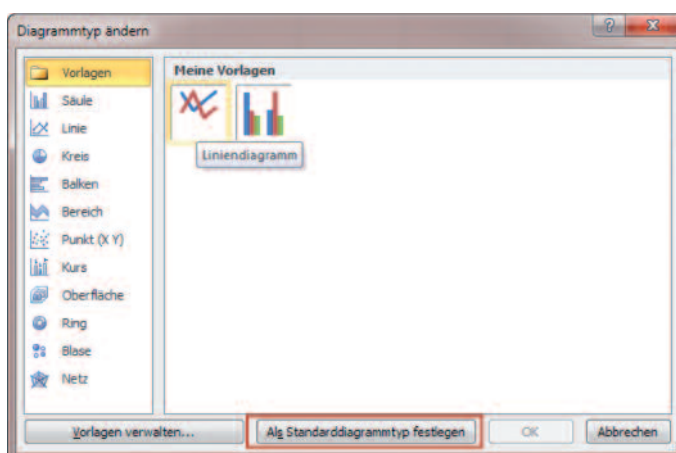 Diagrammtyp ändern
Vorlagen
Säule
Linie
Kreis
Balken
Bereich
Punkt (X Y)
Kurs
Oberfläche
Ring
Blase
Netz
Meine Vorlagen
Liniendiagramm
Vorlagen verwalten...
Als Standarddiagrammtyp festlegen
OK
Abbrechen